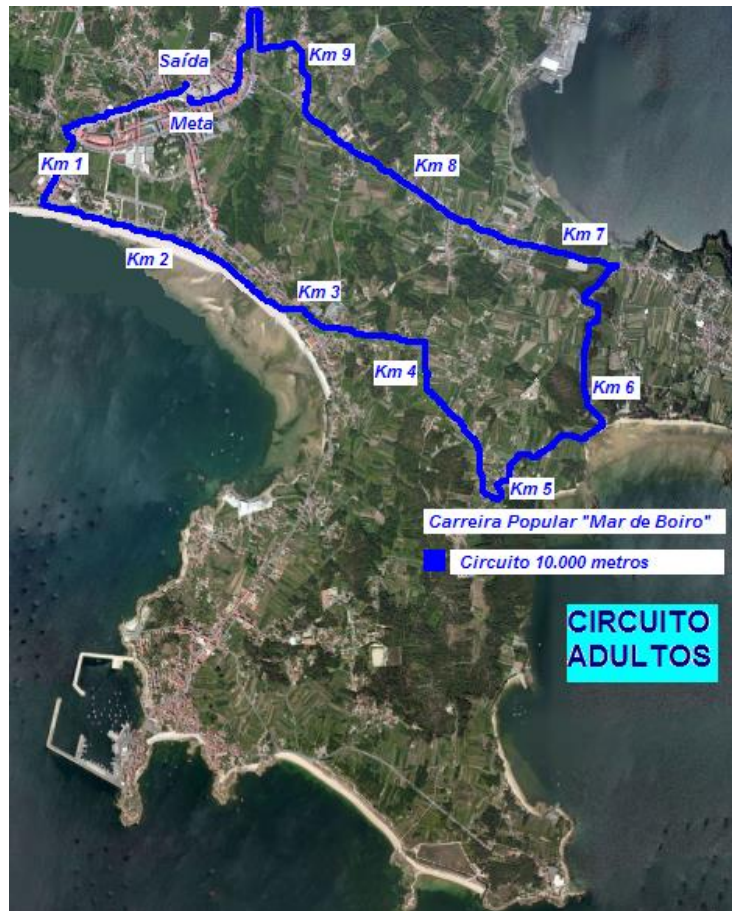 Saída
Km 9
Meta
Km 1
Km 8
Km 7
Km 2
Km 3
Km 4
Km 6
Km 5
Carreira Popular "Mar de Boiro"
Circuito 10.000 metros
CIRCUITO
ADULTOS